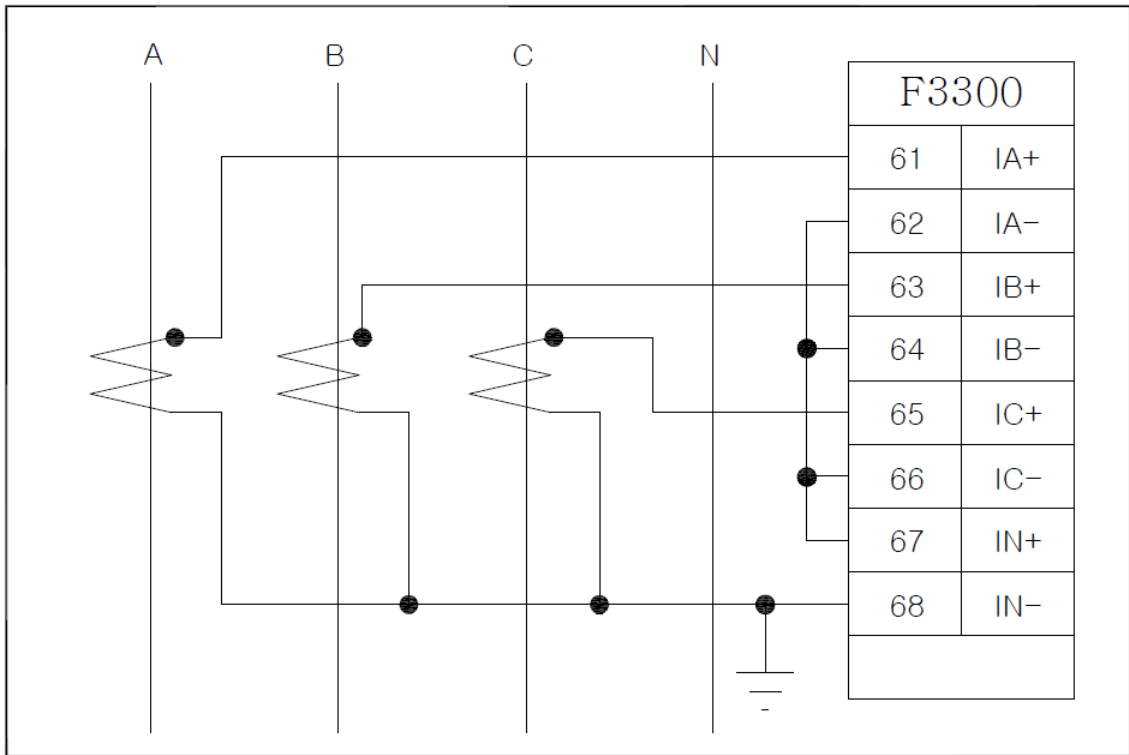 A B C N
F3300
61 IA+
62 IA-
63 IB+
64 IB-
65 IC+
66 IC-
67 IN+
68 IN-